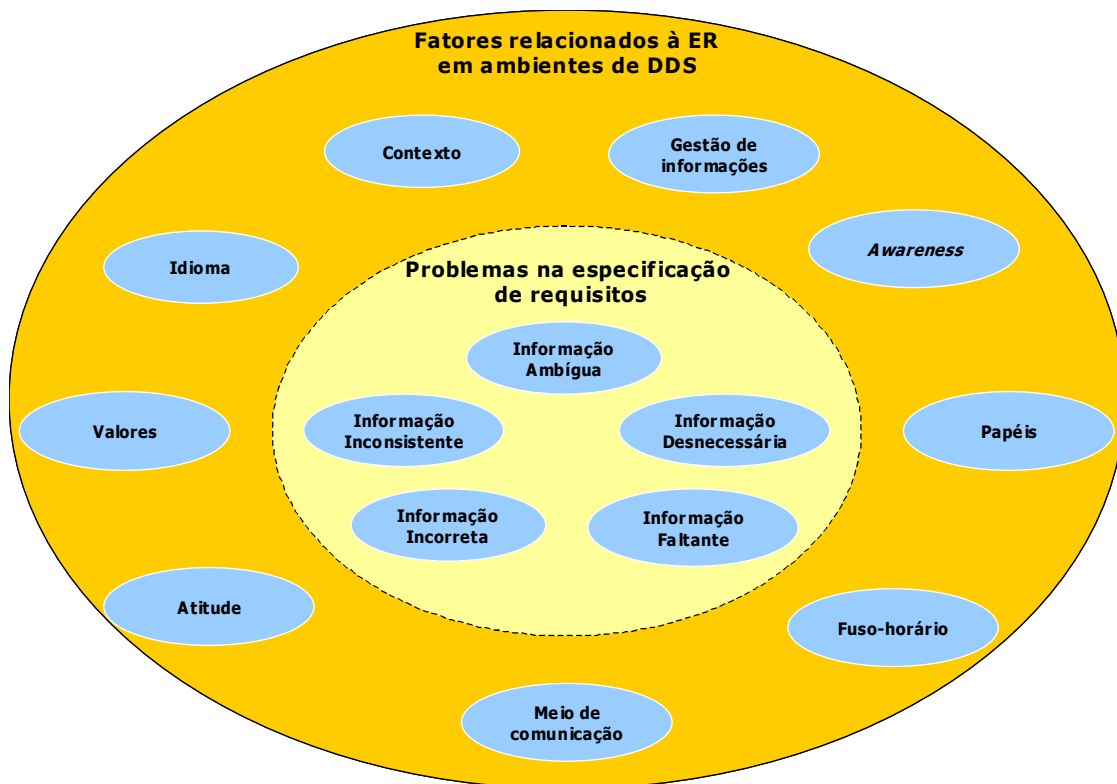 Fatores relacionados à ER
em ambientes de DDS
Contexto
Gestão de
informações
Idioma
Awareness
Problemas na especificação
de requisitos
Informação
Ambígua
Valores
Informação
Inconsistente
Informação
Desnecessária
Papéis
Informação
Incorreta
Informação
Faltante
Atitude
Fuso-horário
Meio de
comunicação